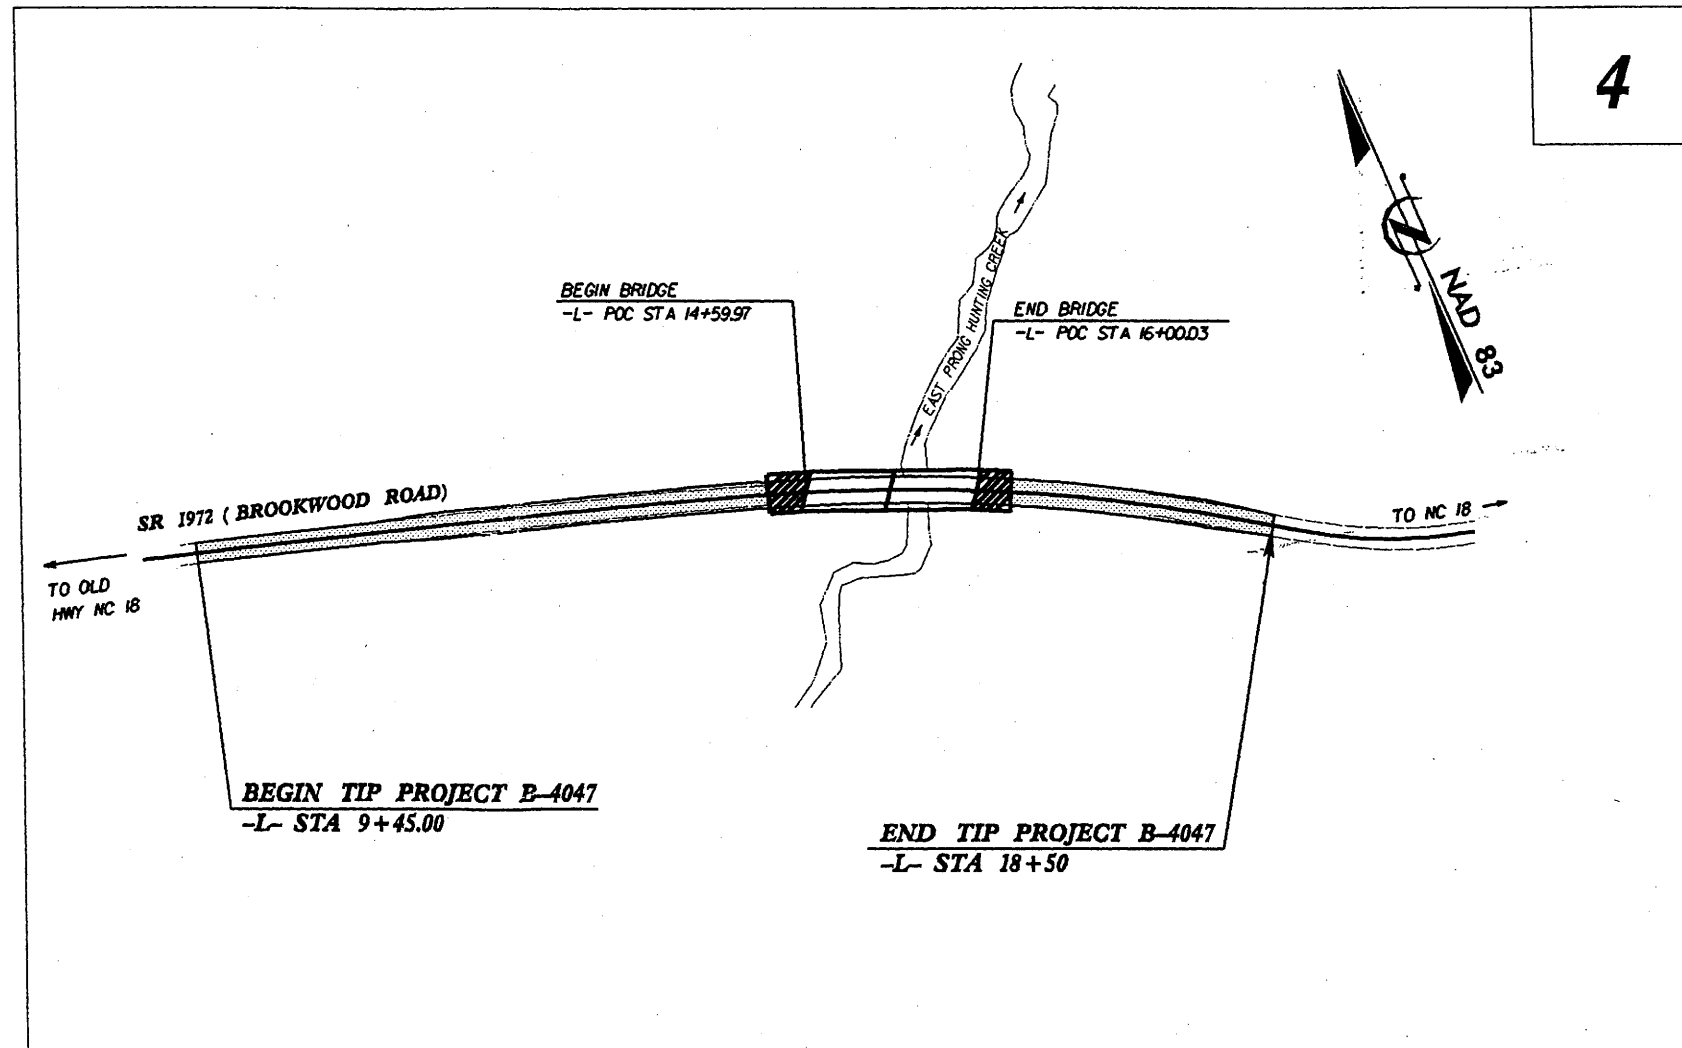 4
NAD 83
BEGIN BRIDGE
-L- POC STA 14+59.97
END BRIDGE
-L- POC STA 16+00.03
EAST PRONG HUNTING CREEK
SR 1972 ( BROOKWOOD ROAD)
TO NC 18
TO OLD
HWY NC 18
BEGIN TIP PROJECT B-4047
-L- STA 9+45.00
END TIP PROJECT B-4047
-L- STA 18+50